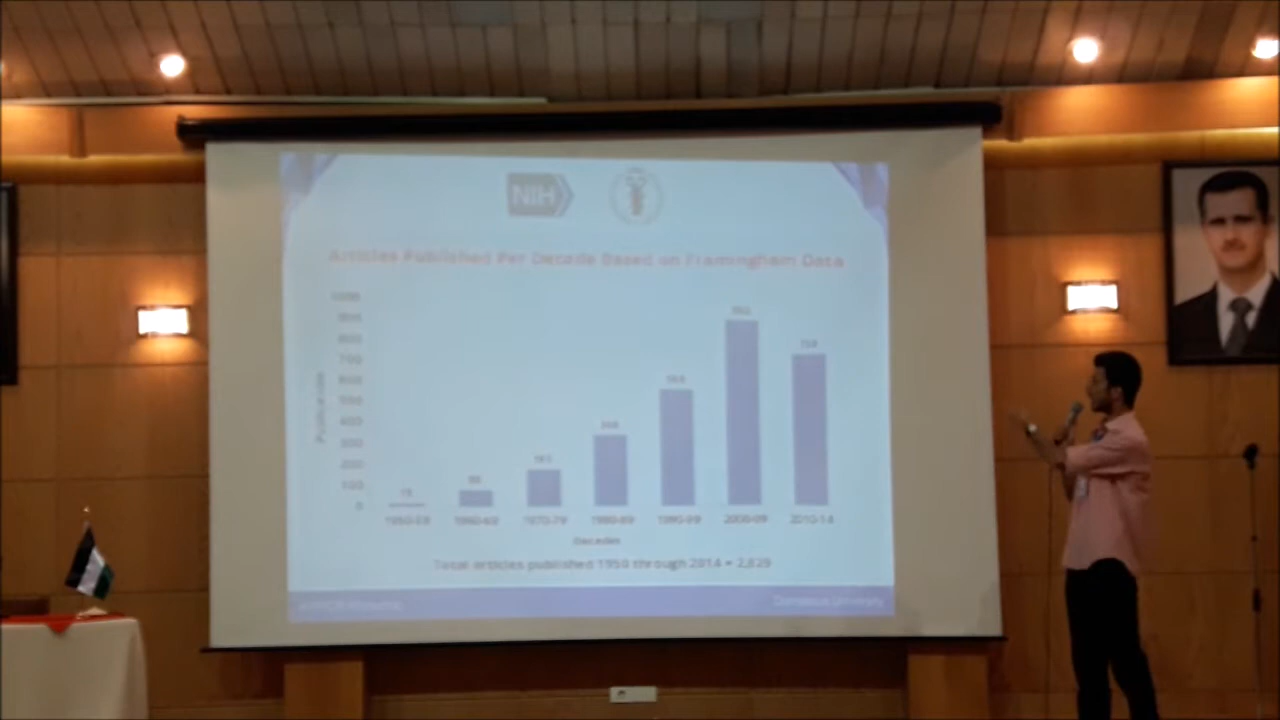 NIH
Articles Published Per Decade Based on Framingham Data
1000
900
800
700
600
500
400
300
200
100
0
Publications
1950-59 1960-69 1970-79 1980-89 1990-99 2000-09 2010-14
Decades
Total articles published 1950 through 2014 = 2,829
Damascus University